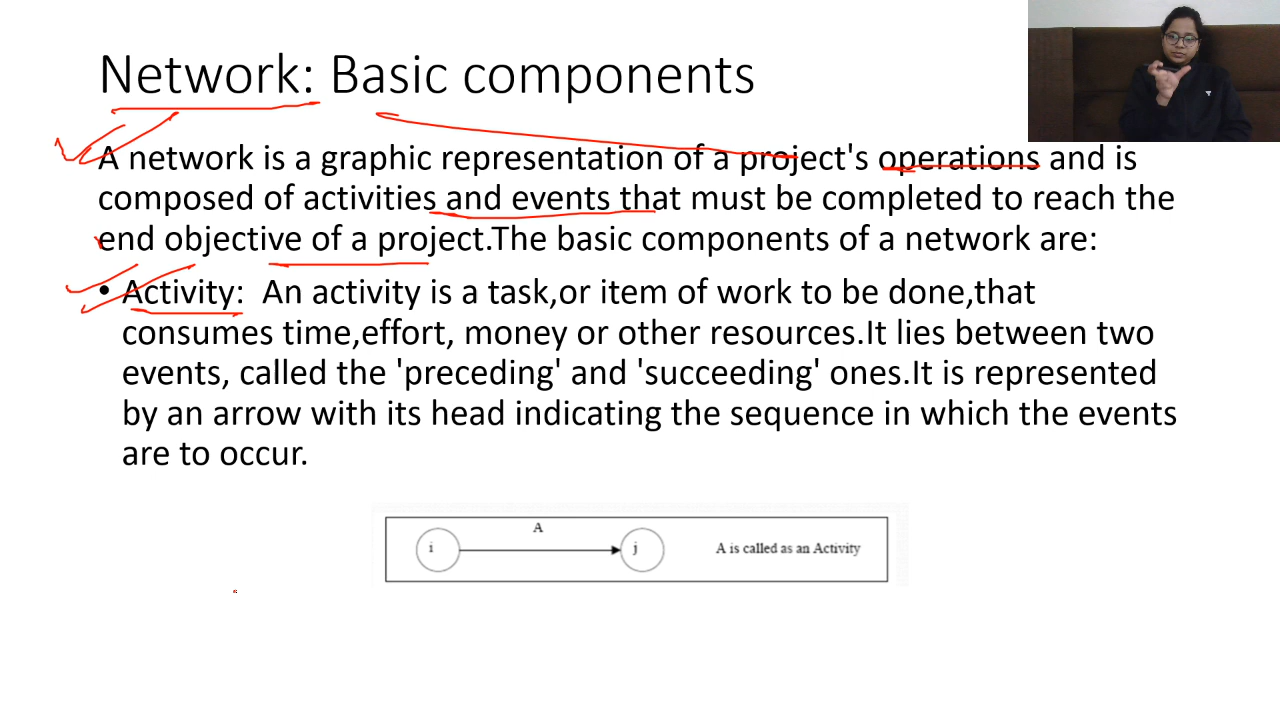 Network: Basic components
A network is a graphic representation of a project's operations and is
composed of activities and events that must be completed to reach the
end objective of a project.The basic components of a network are:
• Activity:  An activity is a task,or item of work to be done,that
consumes time,effort, money or other resources.It lies between two
events, called the 'preceding' and 'succeeding' ones.It is represented
by an arrow with its head indicating the sequence in which the events
are to occur.
A
i j A is called as an Activity